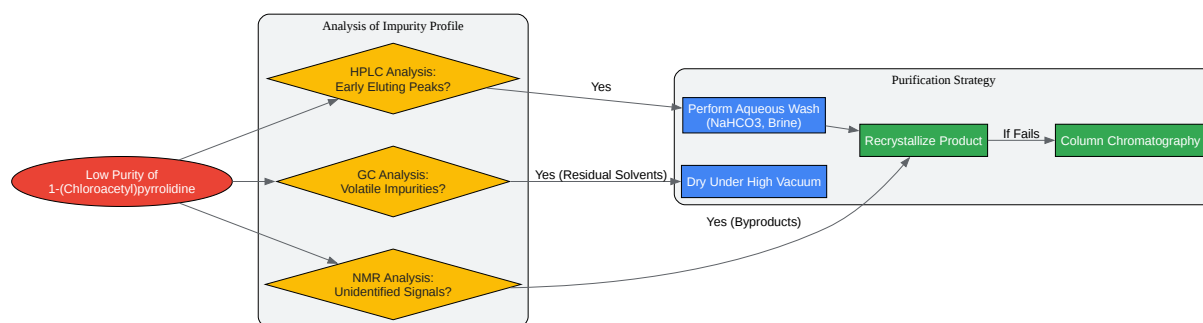 Analysis of Impurity Profile
HPLC Analysis:
Early Eluting Peaks?
Yes
Purification Strategy
Perform Aqueous Wash
(NaHCO3, Brine)
Recrystallize Product
If Fails
Column Chromatography
Low Purity of
1-(Chloroacetyl)pyrrolidine
GC Analysis:
Volatile Impurities?
Yes (Residual Solvents)
Dry Under High Vacuum
Yes (Byproducts)
NMR Analysis:
Unidentified Signals?